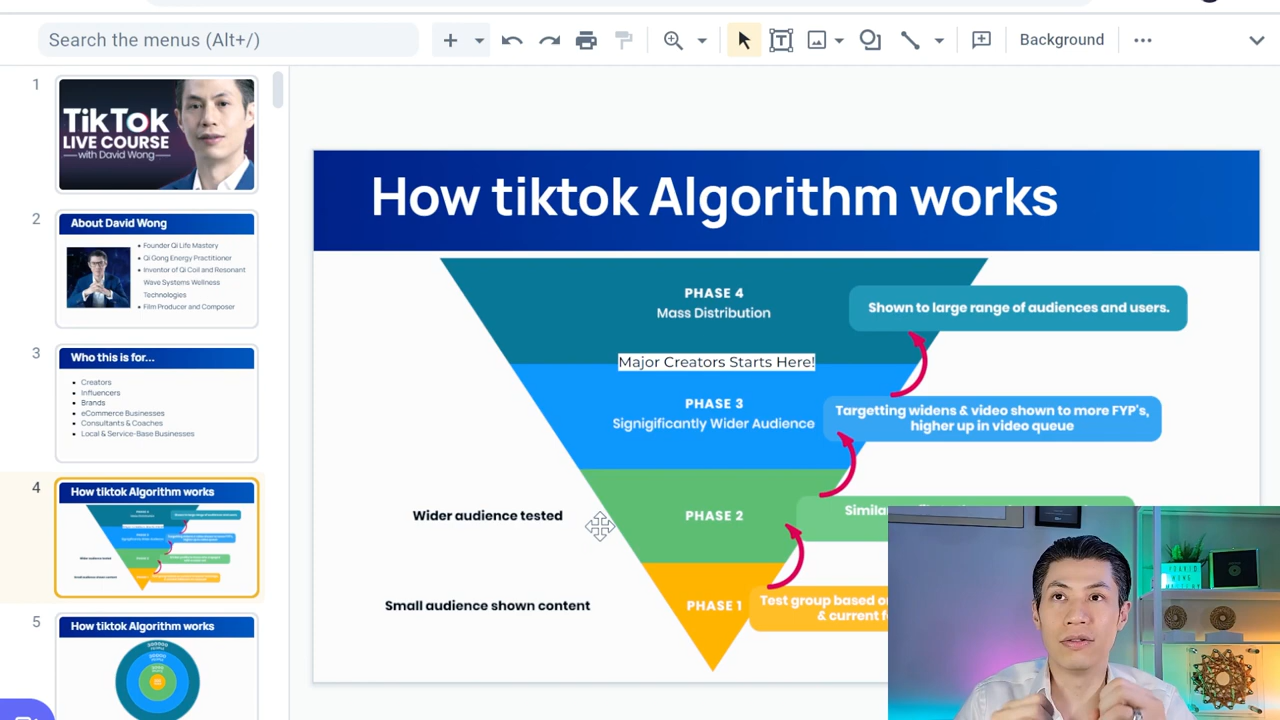 Search the menus (Alt+/)
Background
1
TikTok
LIVE COURSE
with David Wong
2
About David Wong
• Founder Qi Life Mastery
• Qi Gong Energy Practitioner
• Inventor of Qi Coil and Resonant
Wave Systems Wellness
Technologies
• Film Producer and Composer
3
Who this is for...
• Creators
• Influencers
• Brands
• eCommerce Businesses
• Consultants & Coaches
• Local & Service-Base Businesses
4
How tiktok Algorithm works
5
How tiktok Algorithm works
How tiktok Algorithm works
PHASE 4
Mass Distribution
Shown to large range of audiences and users.
Major Creators Starts Here!
PHASE 3
Signigificantly Wider Audience
Targetting widens & video shown to more FYP's,
higher up in video queue
Wider audience tested
PHASE 2
Small audience shown content
PHASE 1
Test group based